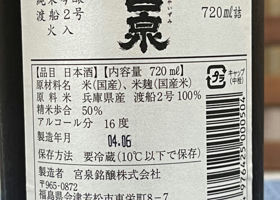 純米吟醸
渡船2号
火入
宮泉
720㎖詰
【品目 日本酒】【内容量 720㎖】
原材料名 米(国産)、米麹(国産米)
原料米 兵庫県産 渡船2号100%
精米歩合 50%
アルコール分 16度
製造年月 04.06
保存方法 要冷蔵(10℃以下で保存)
製造者 宮泉銘醸株式会社
〒965-0872
福島県会津若松市東栄町8-7
キャップ
(中栓)
プラ
4976425000504